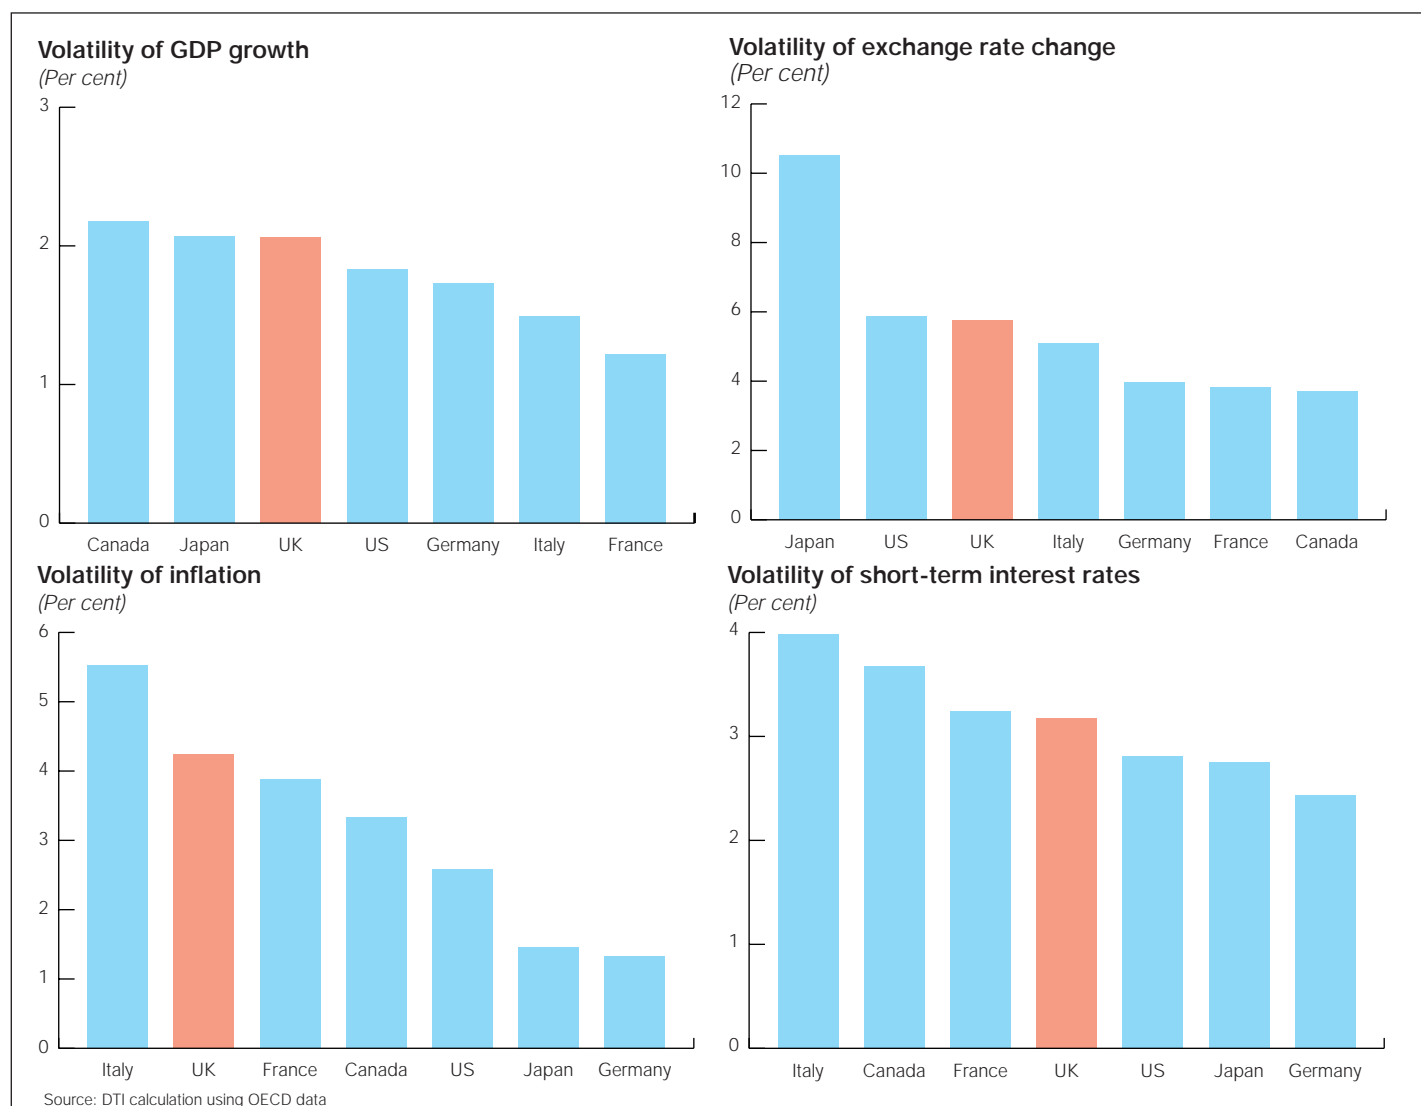 Volatility of GDP growth
(Per cent)
3
2
1
0
Canada Japan UK US Germany Italy France
Volatility of exchange rate change
(Per cent)
12
10
8
6
4
2
0
Japan US UK Italy Germany France Canada
Volatility of inflation
(Per cent)
6
5
4
3
2
1
0
Italy UK France Canada US Japan Germany
Volatility of short-term interest rates
(Per cent)
4
3
2
1
0
Italy Canada France UK US Japan Germany
Source: DTI calculation using OECD data